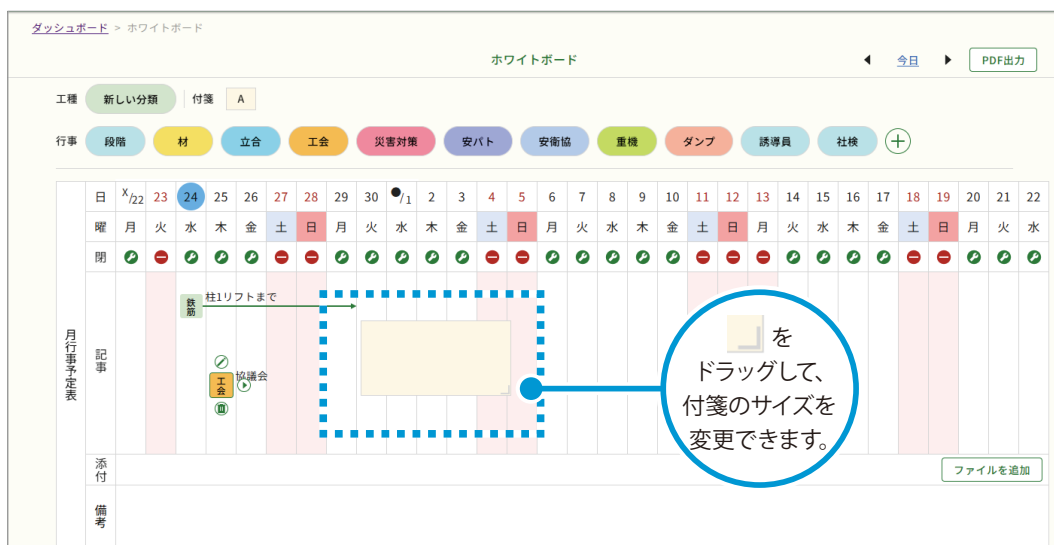 ダッシュボード > ホワイトボード
ホワイトボード
今日
PDF出力
工種 新しい分類 付箋 A
行事 段階 材 立合 工会 災害対策 安パト 安衛協 重機 ダンプ 誘導員 社検
日 X/22 23 24 25 26 27 28 29 30 ●/1 2 3 4 5 6 7 8 9 10 11 12 13 14 15 16 17 18 19 20 21 22
曜 月 火 水 木 金 土 日 月 火 水 木 金 土 日 月 火 水 木 金 土 日 月 火 水 木 金 土 日 月 火 水
閉
月行事予定表
記事
鉄筋
柱1リフトまで
工会
協議会
を
ドラッグして、
付箋のサイズを
変更できます。
添付
ファイルを追加
備考